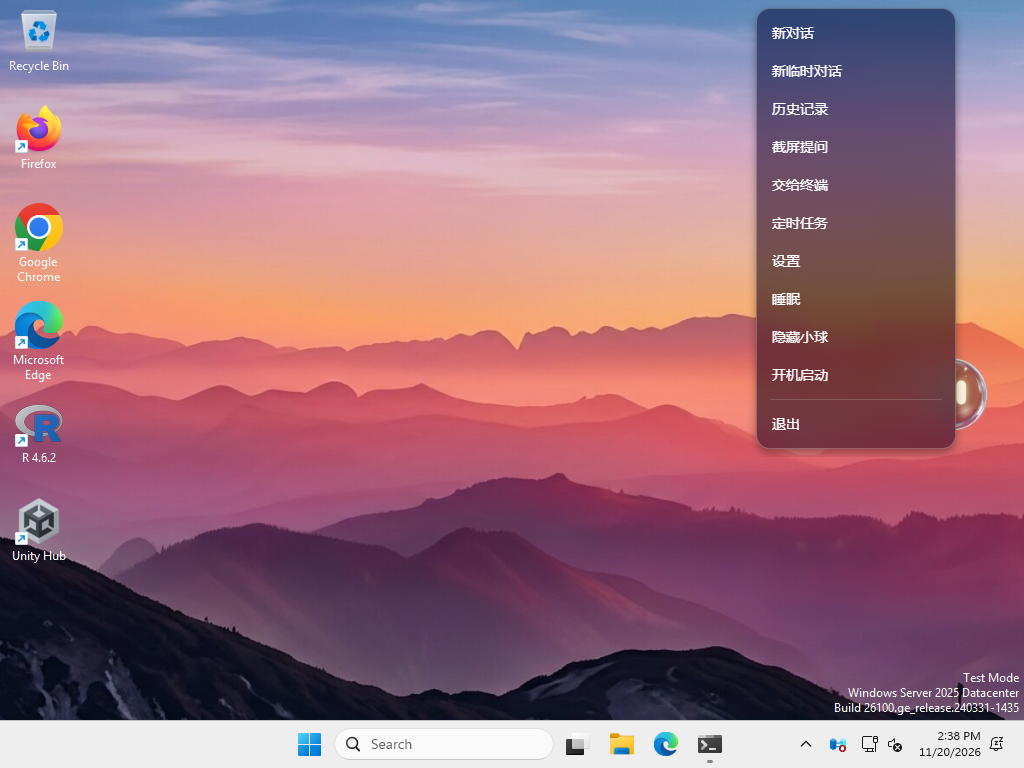 Recycle Bin
Firefox
Google
Chrome
Microsoft
Edge
R 4.6.2
Unity Hub
新对话
新临时对话
历史记录
截屏提问
交给终端
定时任务
设置
睡眠
隐藏小球
开机启动
退出
Test Mode
Windows Server 2025 Datacenter
Build 26100.ge_release.240331-1435
Search
2:38 PM
11/20/2026